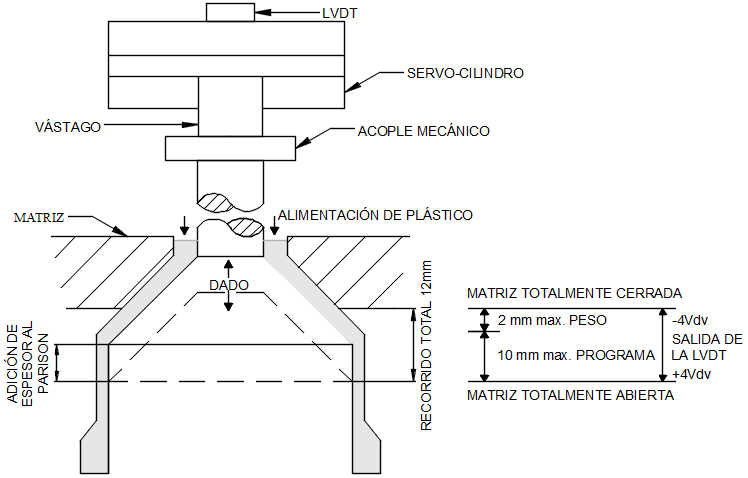 LVDT
SERVO-CILINDRO
VÁSTAGO
ACOPLE MECÁNICO
MATRIZ
ALIMENTACIÓN DE PLÁSTICO
DADO
ADICIÓN DE
ESPESOR AL
PARISON
RECORRIDO TOTAL 12mm
MATRIZ TOTALMENTE CERRADA
2 mm max. PESO
-4Vdv
SALIDA DE
LA LVDT
10 mm max. PROGRAMA
+4Vdv
MATRIZ TOTALMENTE ABIERTA